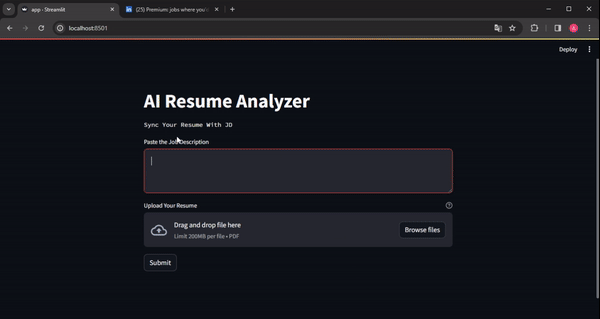 app · Streamlit
(25) Premium: jobs where you'r
localhost:8501
Deploy
AI Resume Analyzer
Sync Your Resume With JD
Paste the Job Description
Upload Your Resume
Drag and drop file here
Limit 200MB per file • PDF
Browse files
Submit